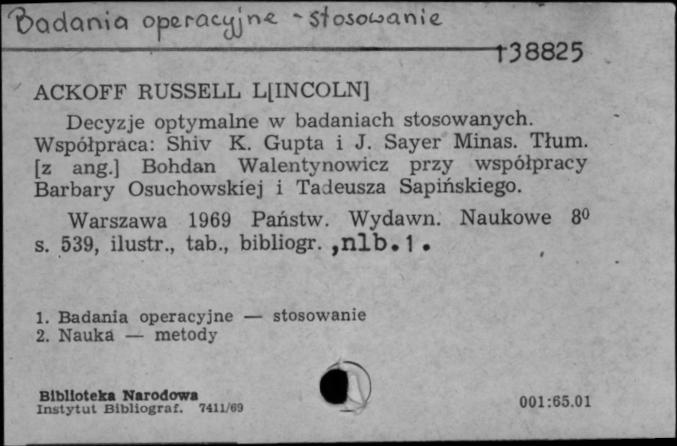 Badania operacyjne - stosowanie
138825
ACKOFF RUSSELL L[INCOLN]
Decyzje optymalne w badaniach stosowanych.
Współpraca: Shiv K. Gupta i J. Sayer Minas. Tłum.
[z ang.] Bohdan Walentynowicz przy współpracy
Barbary Osuchowskiej i Tadeusza Sapińskiego.
Warszawa 1969 Państw. Wydawn. Naukowe 8⁰
s. 539, ilustr., tab., bibliogr. ,nlb.1.
1. Badania operacyjne — stosowanie
2. Nauka — metody
Biblioteka Narodowa
Instytut Bibliograf. 7411/69
001:65.01